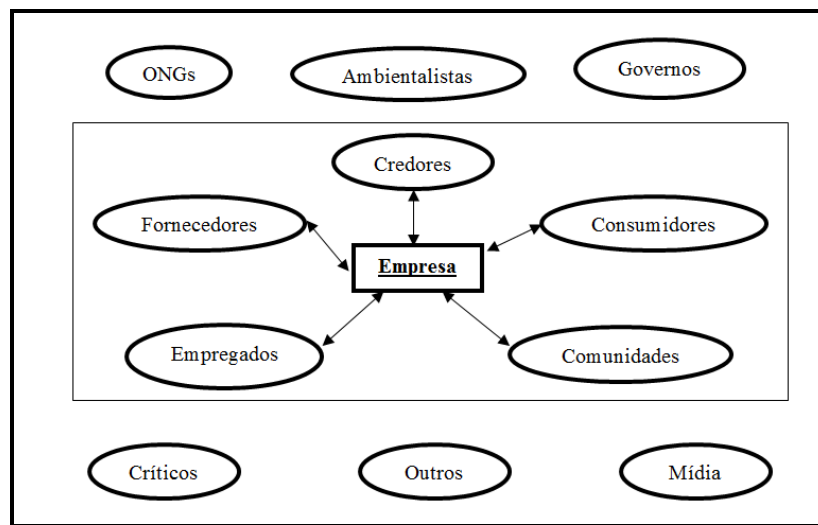 ONGs
Ambientalistas
Governos
Credores
Fornecedores
Consumidores
Empresa
Empregados
Comunidades
Críticos
Outros
Mídia